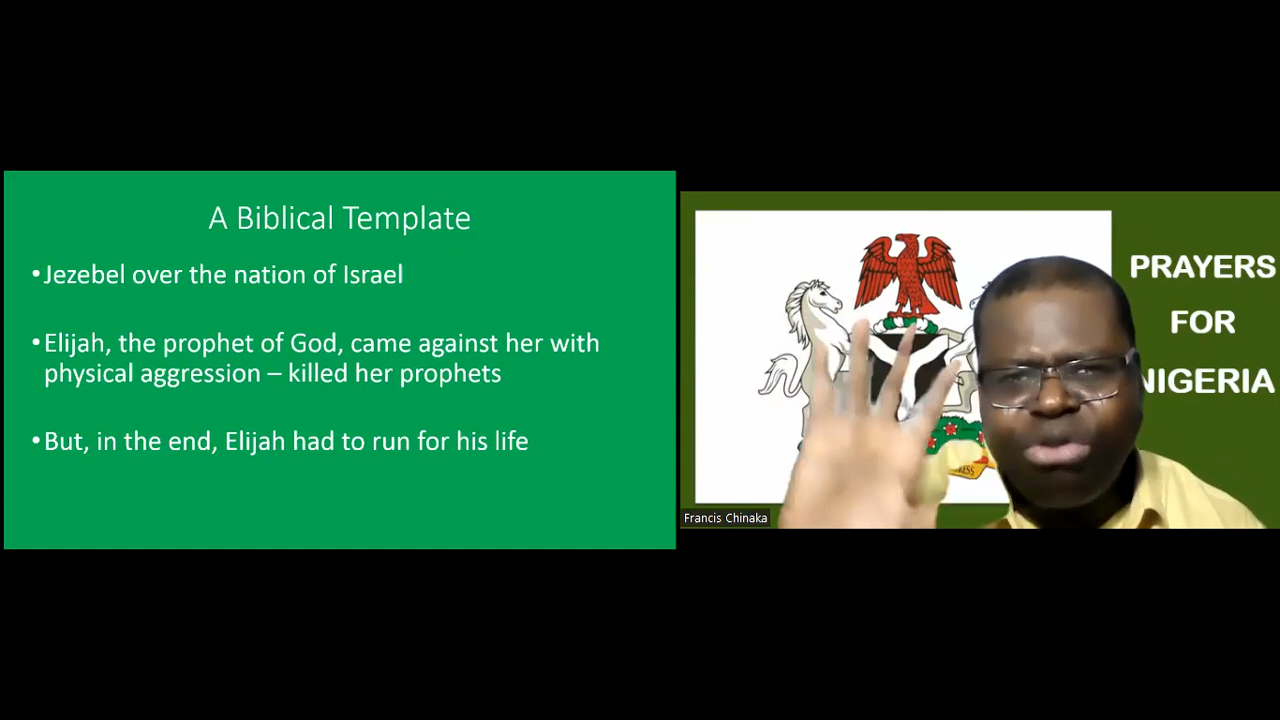 A Biblical Template
•Jezebel over the nation of Israel
•Elijah, the prophet of God, came against her with
physical aggression – killed her prophets
•But, in the end, Elijah had to run for his life
PRAYERS
FOR
NIGERIA
Francis Chinaka